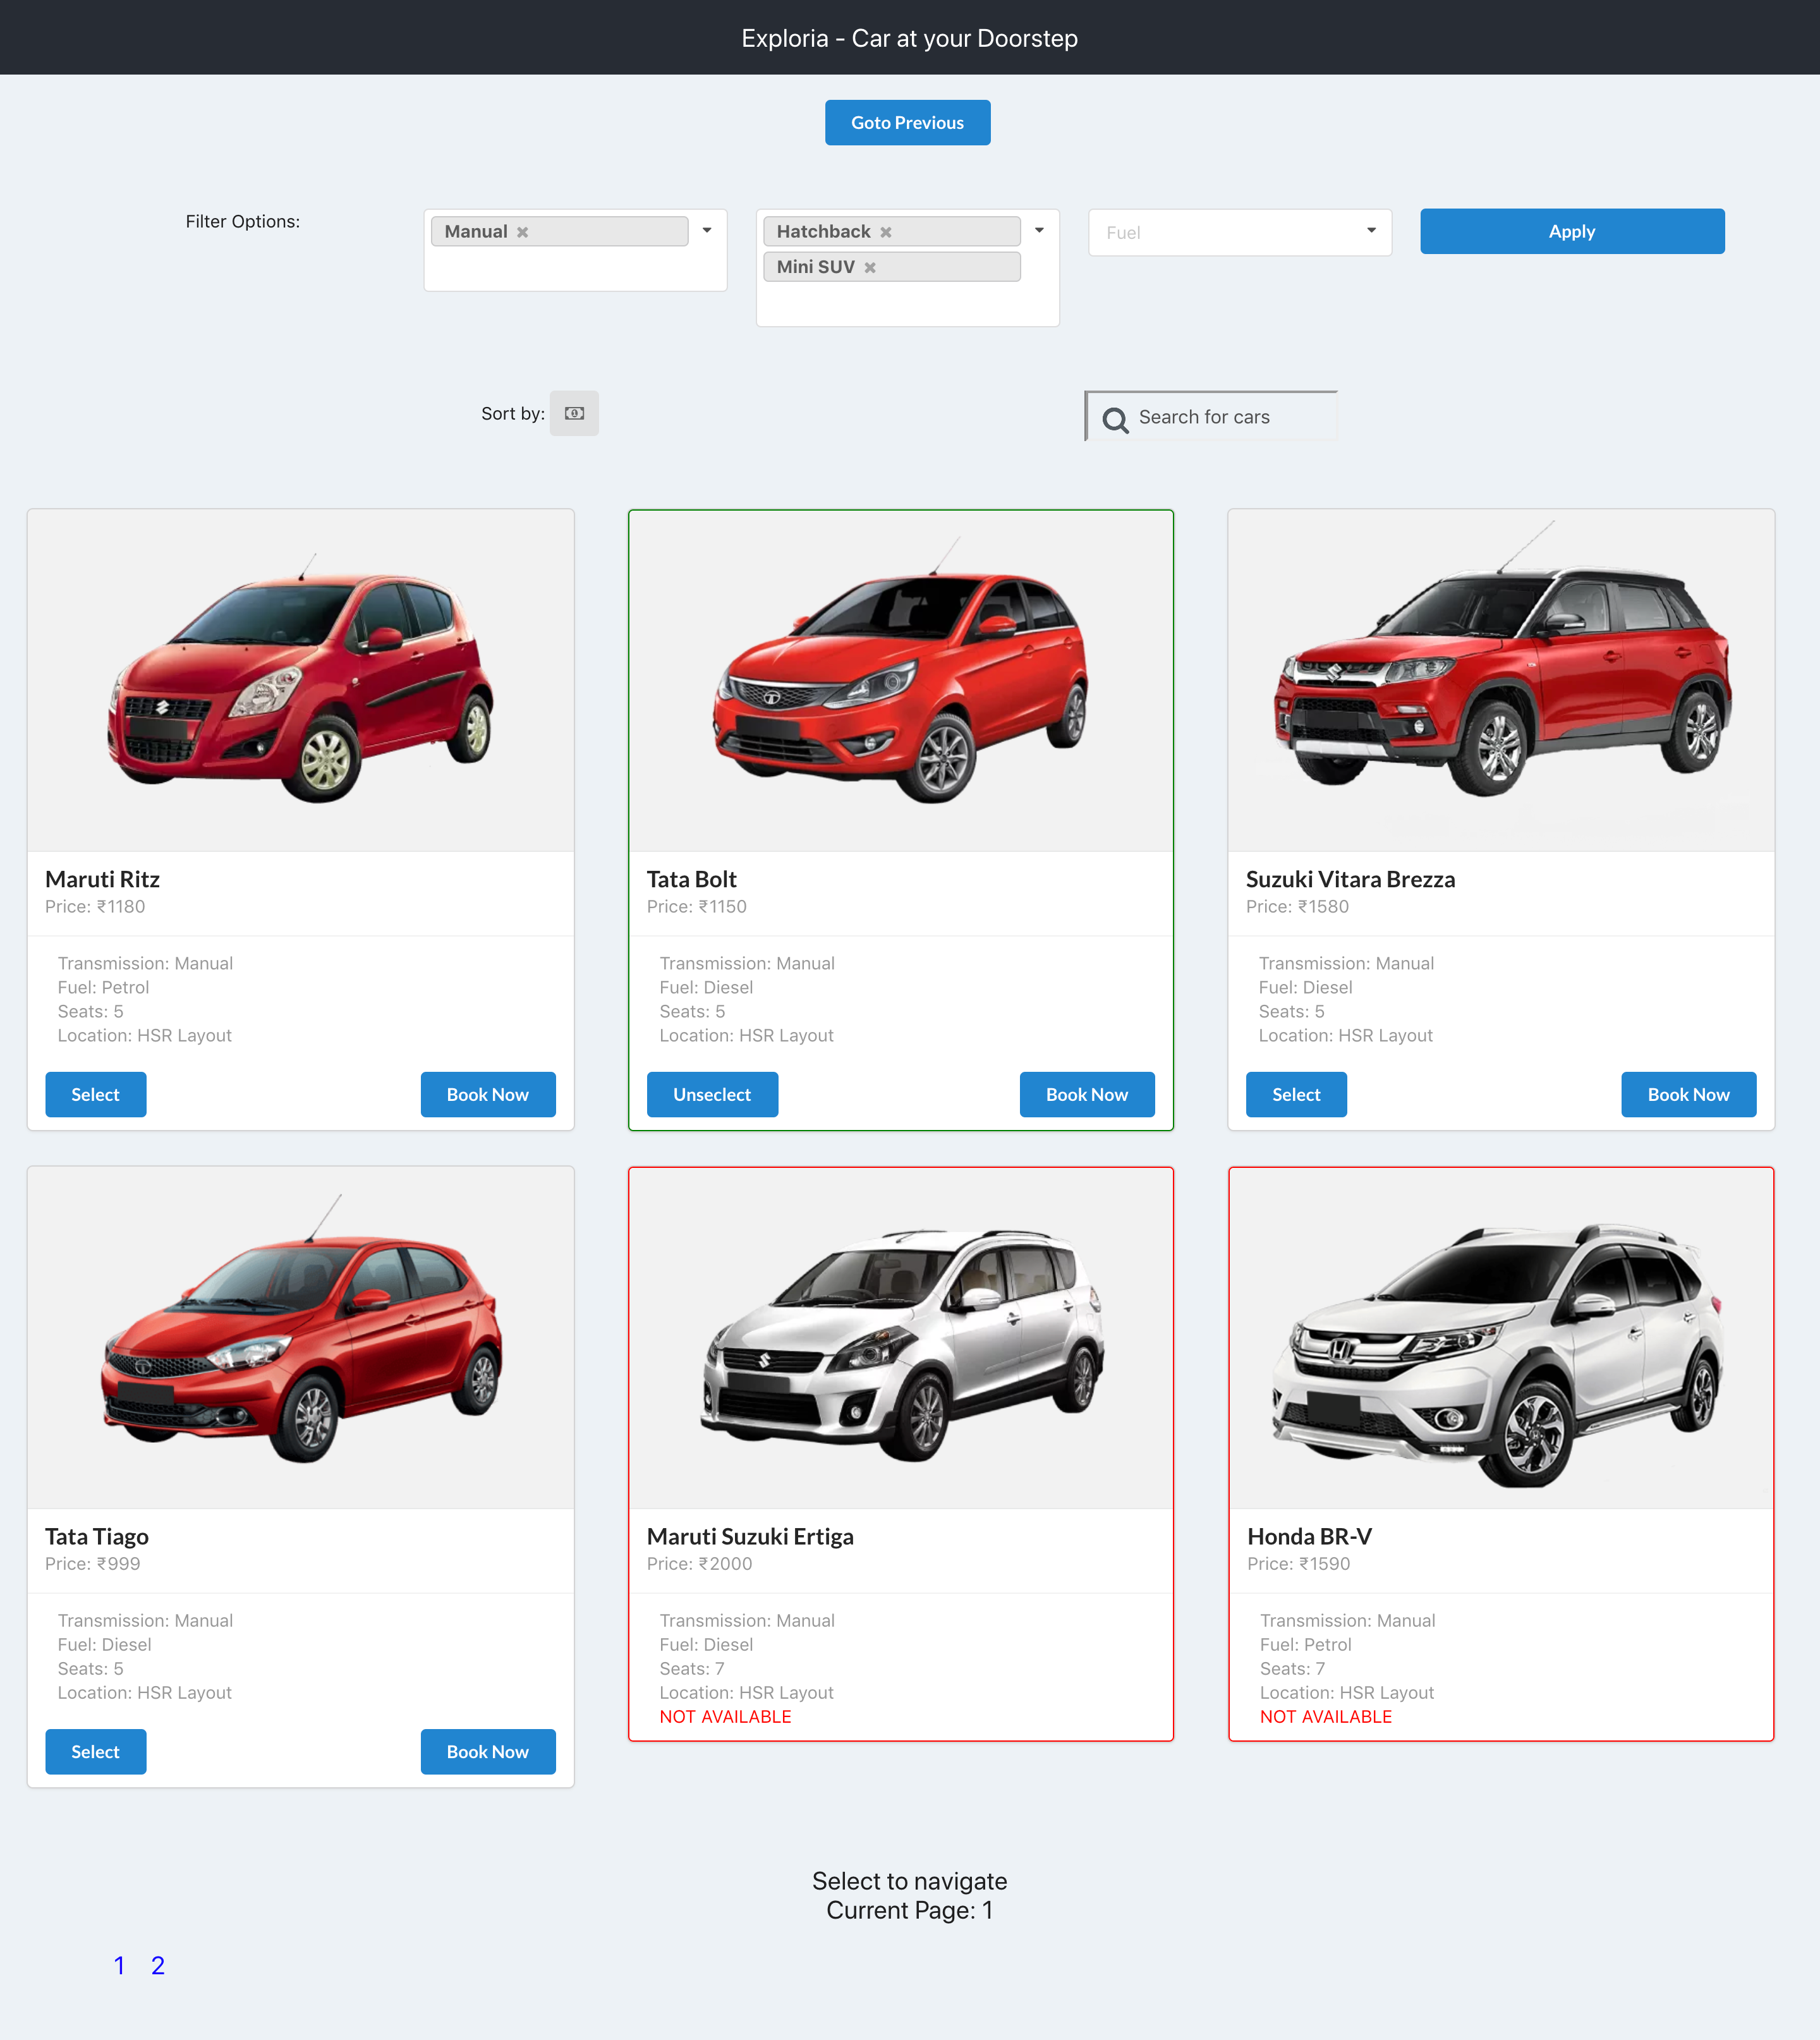 Exploria - Car at your Doorstep
Goto Previous
Filter Options:
Manual
Hatchback
Mini SUV
Fuel
Apply
Sort by:
Search for cars
Maruti Ritz
Price: ₹1180
Transmission: Manual
Fuel: Petrol
Seats: 5
Location: HSR Layout
Select
Book Now
Tata Bolt
Price: ₹1150
Transmission: Manual
Fuel: Diesel
Seats: 5
Location: HSR Layout
Unseclect
Book Now
Suzuki Vitara Brezza
Price: ₹1580
Transmission: Manual
Fuel: Diesel
Seats: 5
Location: HSR Layout
Select
Book Now
Tata Tiago
Price: ₹999
Transmission: Manual
Fuel: Diesel
Seats: 5
Location: HSR Layout
Select
Book Now
Maruti Suzuki Ertiga
Price: ₹2000
Transmission: Manual
Fuel: Diesel
Seats: 7
Location: HSR Layout
NOT AVAILABLE
Honda BR-V
Price: ₹1590
Transmission: Manual
Fuel: Petrol
Seats: 7
Location: HSR Layout
NOT AVAILABLE
Select to navigate
Current Page: 1
1 2